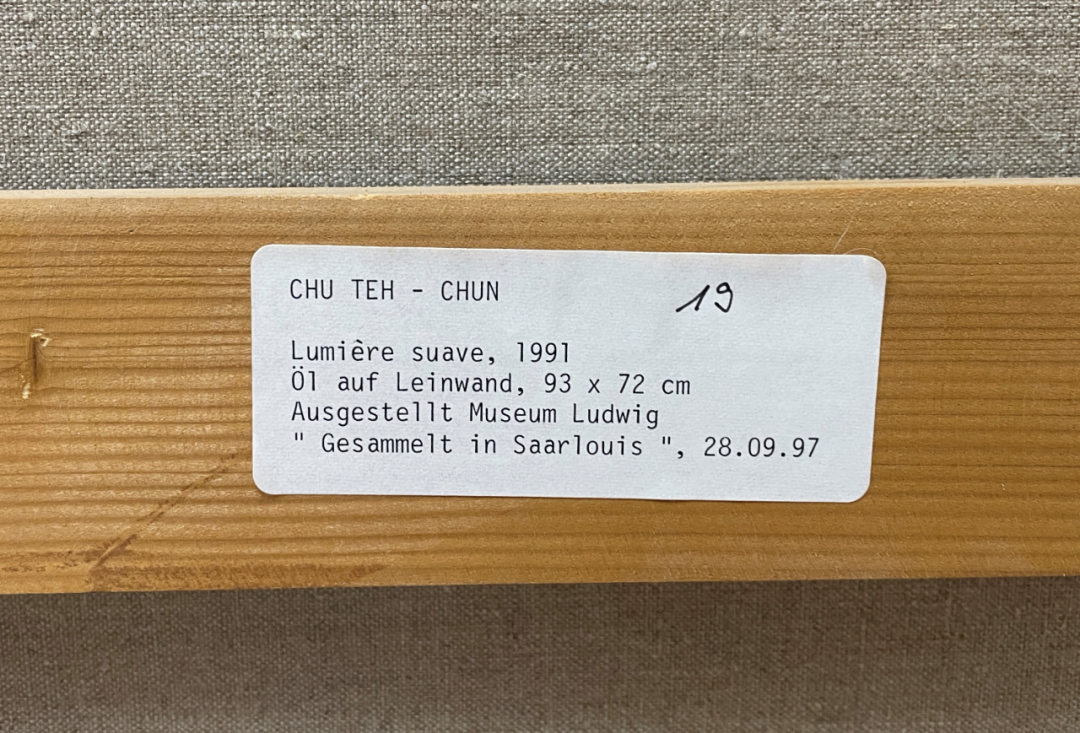 CHU TEH - CHUN 19
Lumière suave, 1991
Öl auf Leinwand, 93 x 72 cm
Ausgestellt Museum Ludwig
" Gesammelt in Saarlouis ", 28.09.97